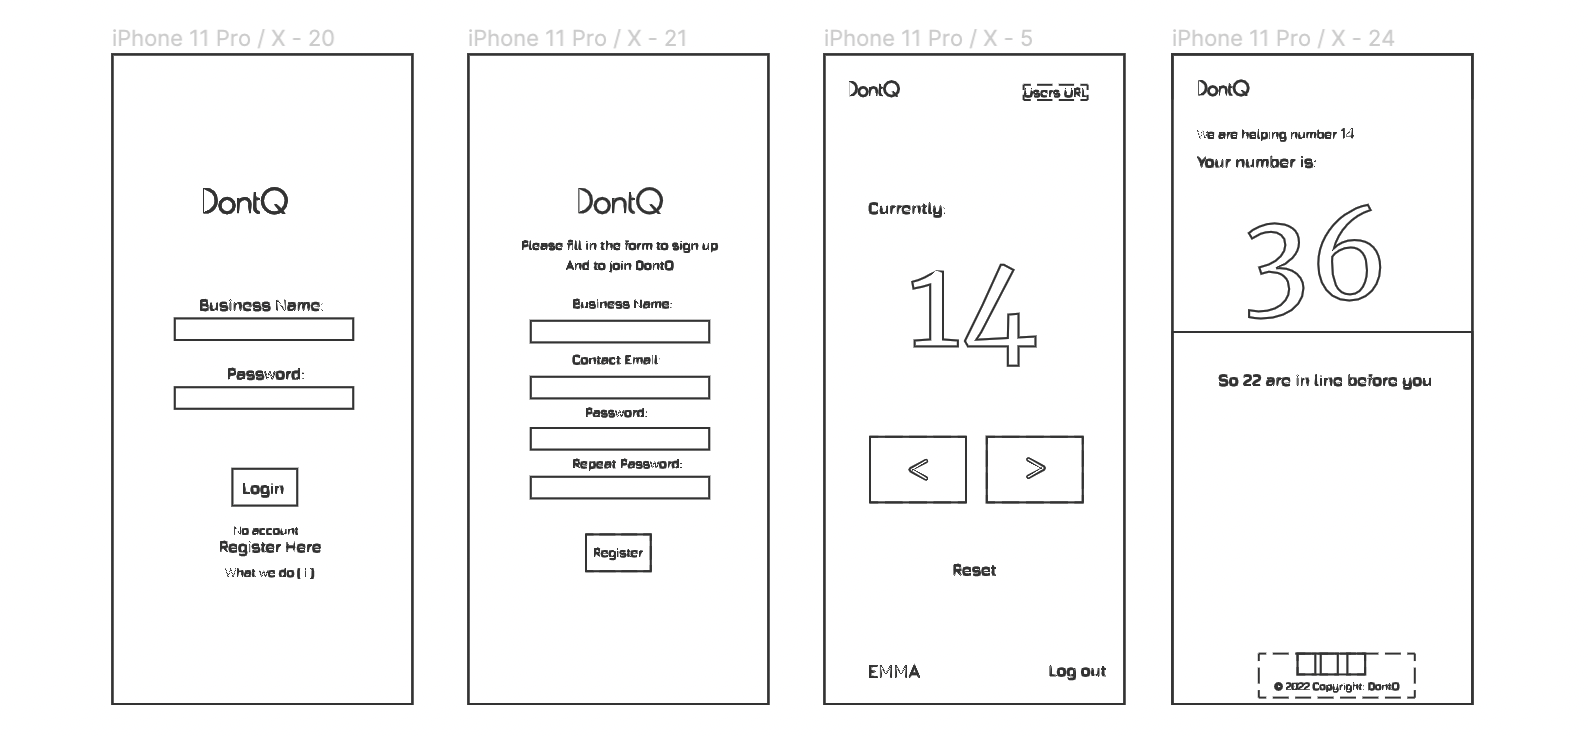 iPhone 11 Pro / X - 20
DontQ
Business Name:
Password:
Login
No account
Register Here
What we do [ i ]
iPhone 11 Pro / X - 21
DontQ
Please fill in the form to sign up
And to join DontQ
Business Name:
Contact Email:
Password:
Repeat Password:
Register
iPhone 11 Pro / X - 5
DontQ
Users URL
Currently:
14
< >
Reset
EMMA
Log out
iPhone 11 Pro / X - 24
DontQ
We are helping number 14
Your number is:
36
So 22 are in line before you
© 2022 Copyright: DontQ